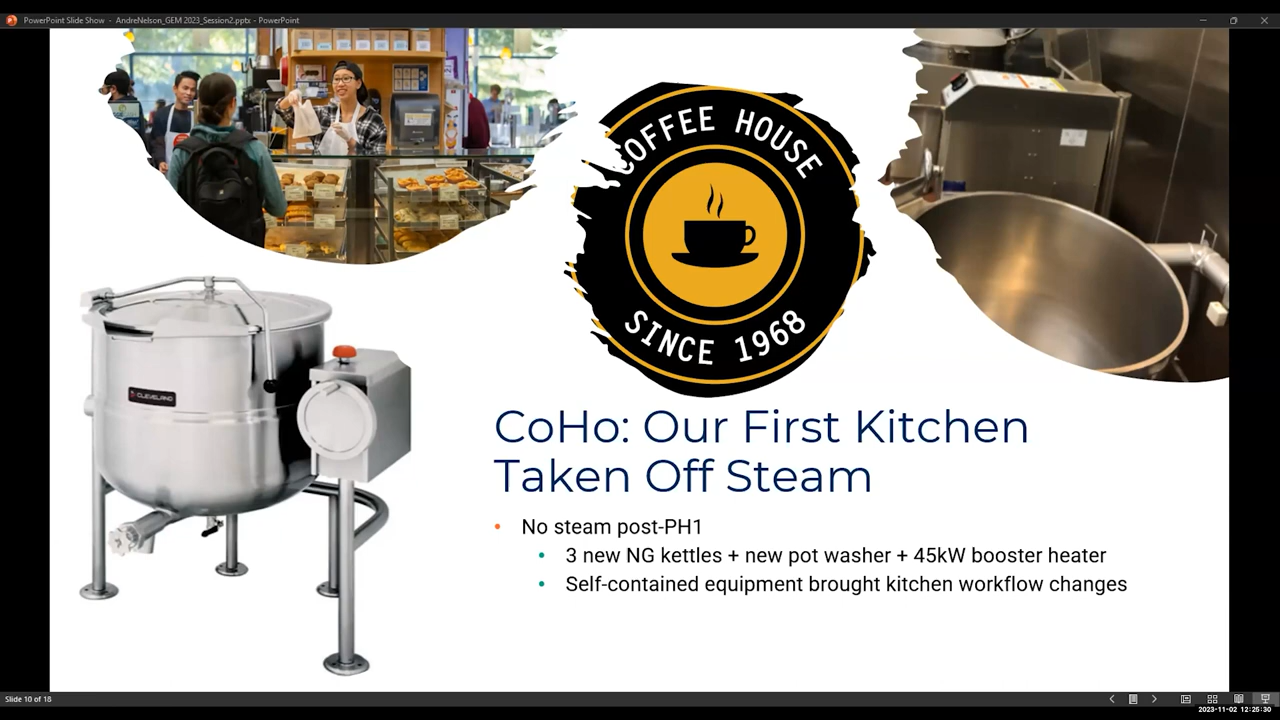 PowerPoint Slide Show - AndreNelson_GEM 2023_Session2.pptx - PowerPoint
COFFEE HOUSE
SINCE 1968
CLEVELAND
CoHo: Our First Kitchen
Taken Off Steam
• No steam post-PH1
• 3 new NG kettles + new pot washer + 45kW booster heater
• Self-contained equipment brought kitchen workflow changes
Slide 10 of 18
2023-11-02 12:25:30